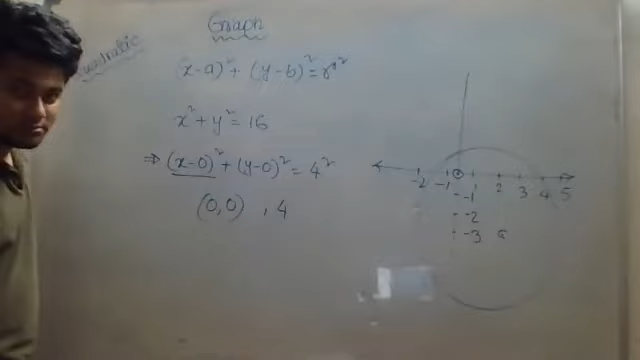 Graph
Quadratic
(x-a)² + (y-b)² = r²
x² + y² = 16
⇒ (x-0)² + (y-0)² = 4²
(0,0) , 4
-2 -1 1 2 3 4 5
-1
-2
-3